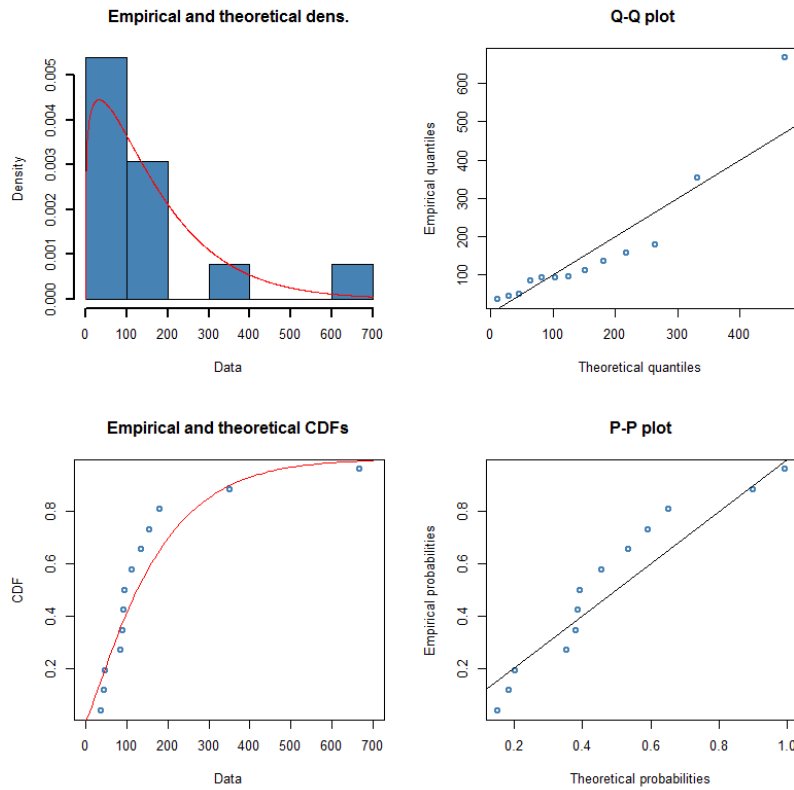 Empirical and theoretical dens.
Density
0.000 0.001 0.002 0.003 0.004 0.005
0 100 200 300 400 500 600 700
Data
Q-Q plot
Empirical quantiles
100 200 300 400 500 600
0 100 200 300 400
Theoretical quantiles
Empirical and theoretical CDFs
CDF
0.2 0.4 0.6 0.8
0 100 200 300 400 500 600 700
Data
P-P plot
Empirical probabilities
0.2 0.4 0.6 0.8
0.2 0.4 0.6 0.8 1.0
Theoretical probabilities